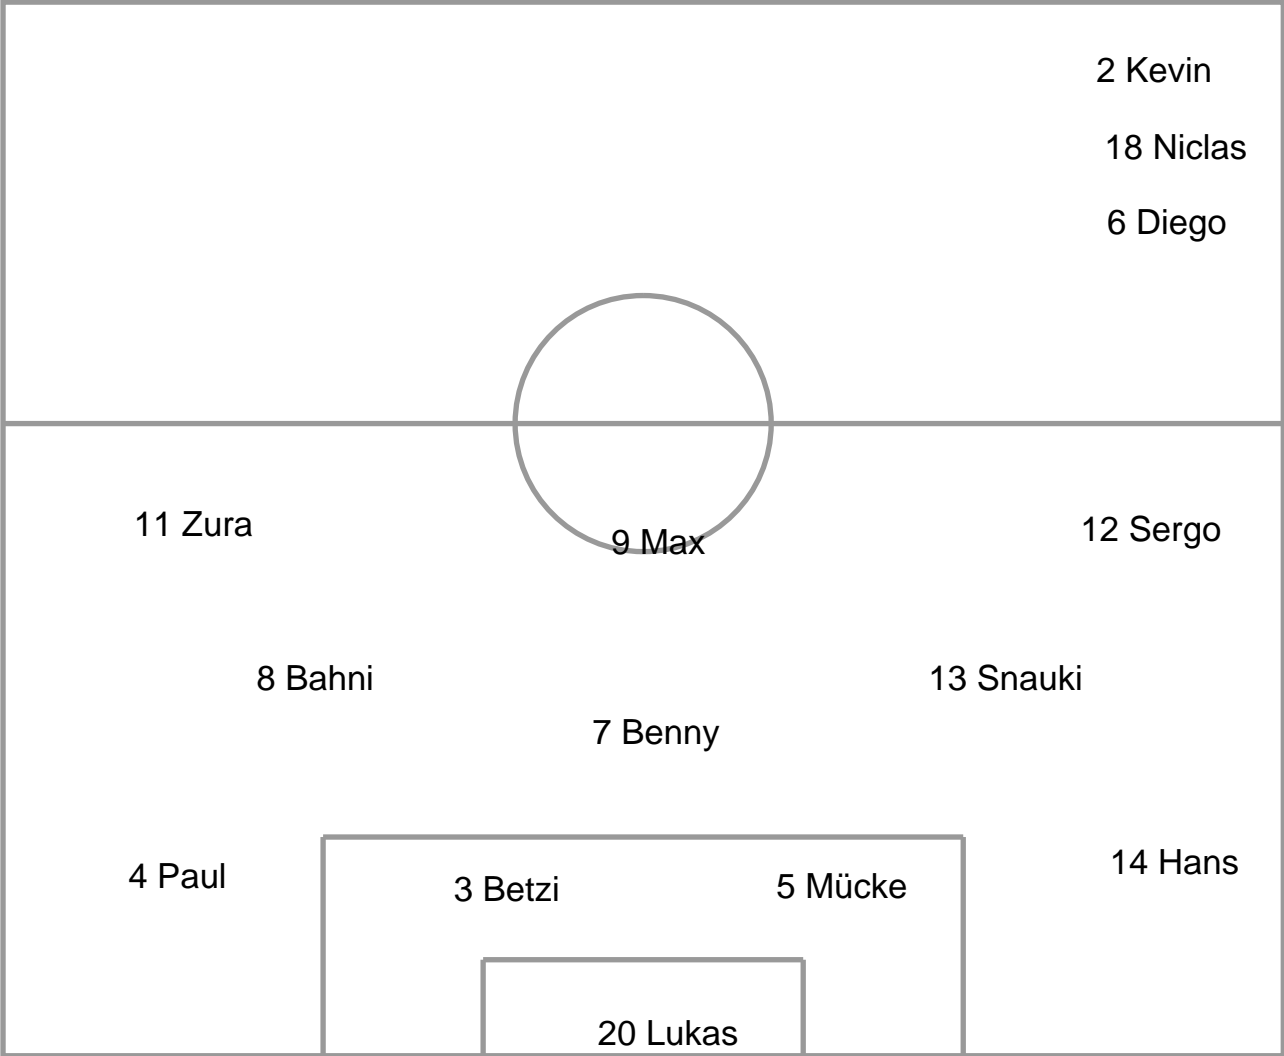 2 Kevin
18 Niclas
6 Diego
11 Zura
9 Max
12 Sergo
8 Bahni
13 Snauki
7 Benny
4 Paul
3 Betzi
5 Mücke
14 Hans
20 Lukas